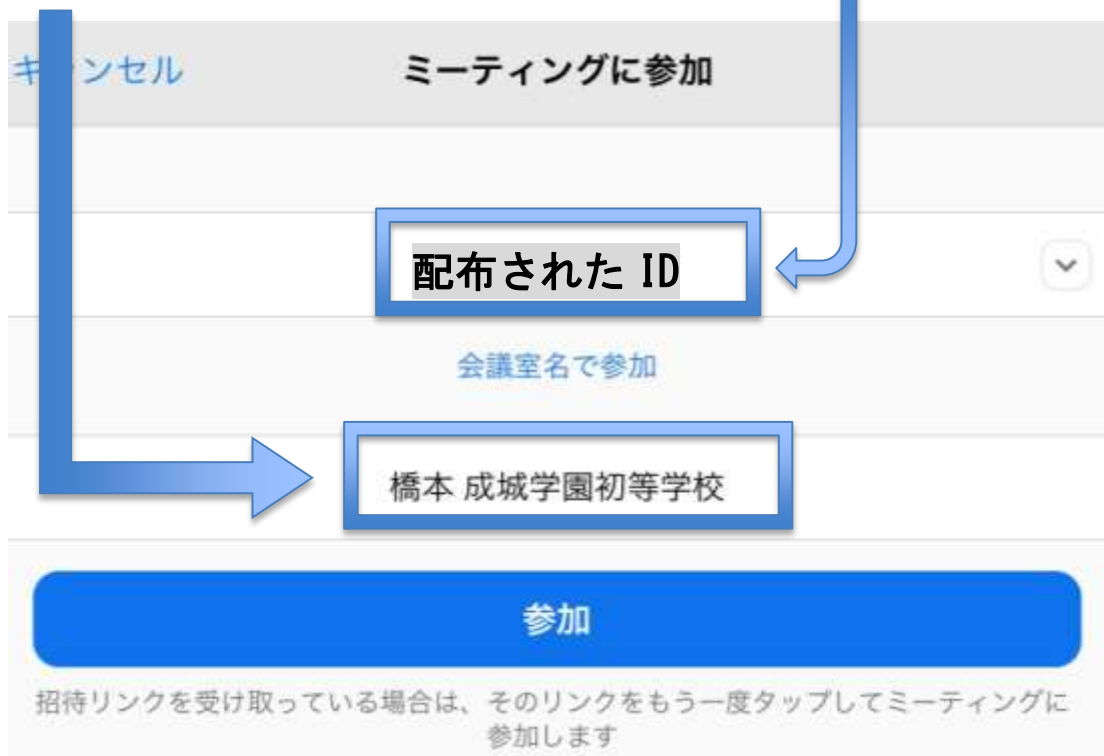 キャンセル ミーティングに参加
配布された ID
会議室名で参加
橋本 成城学園初等学校
参加
招待リンクを受け取っている場合は、そのリンクをもう一度タップしてミーティングに
参加します